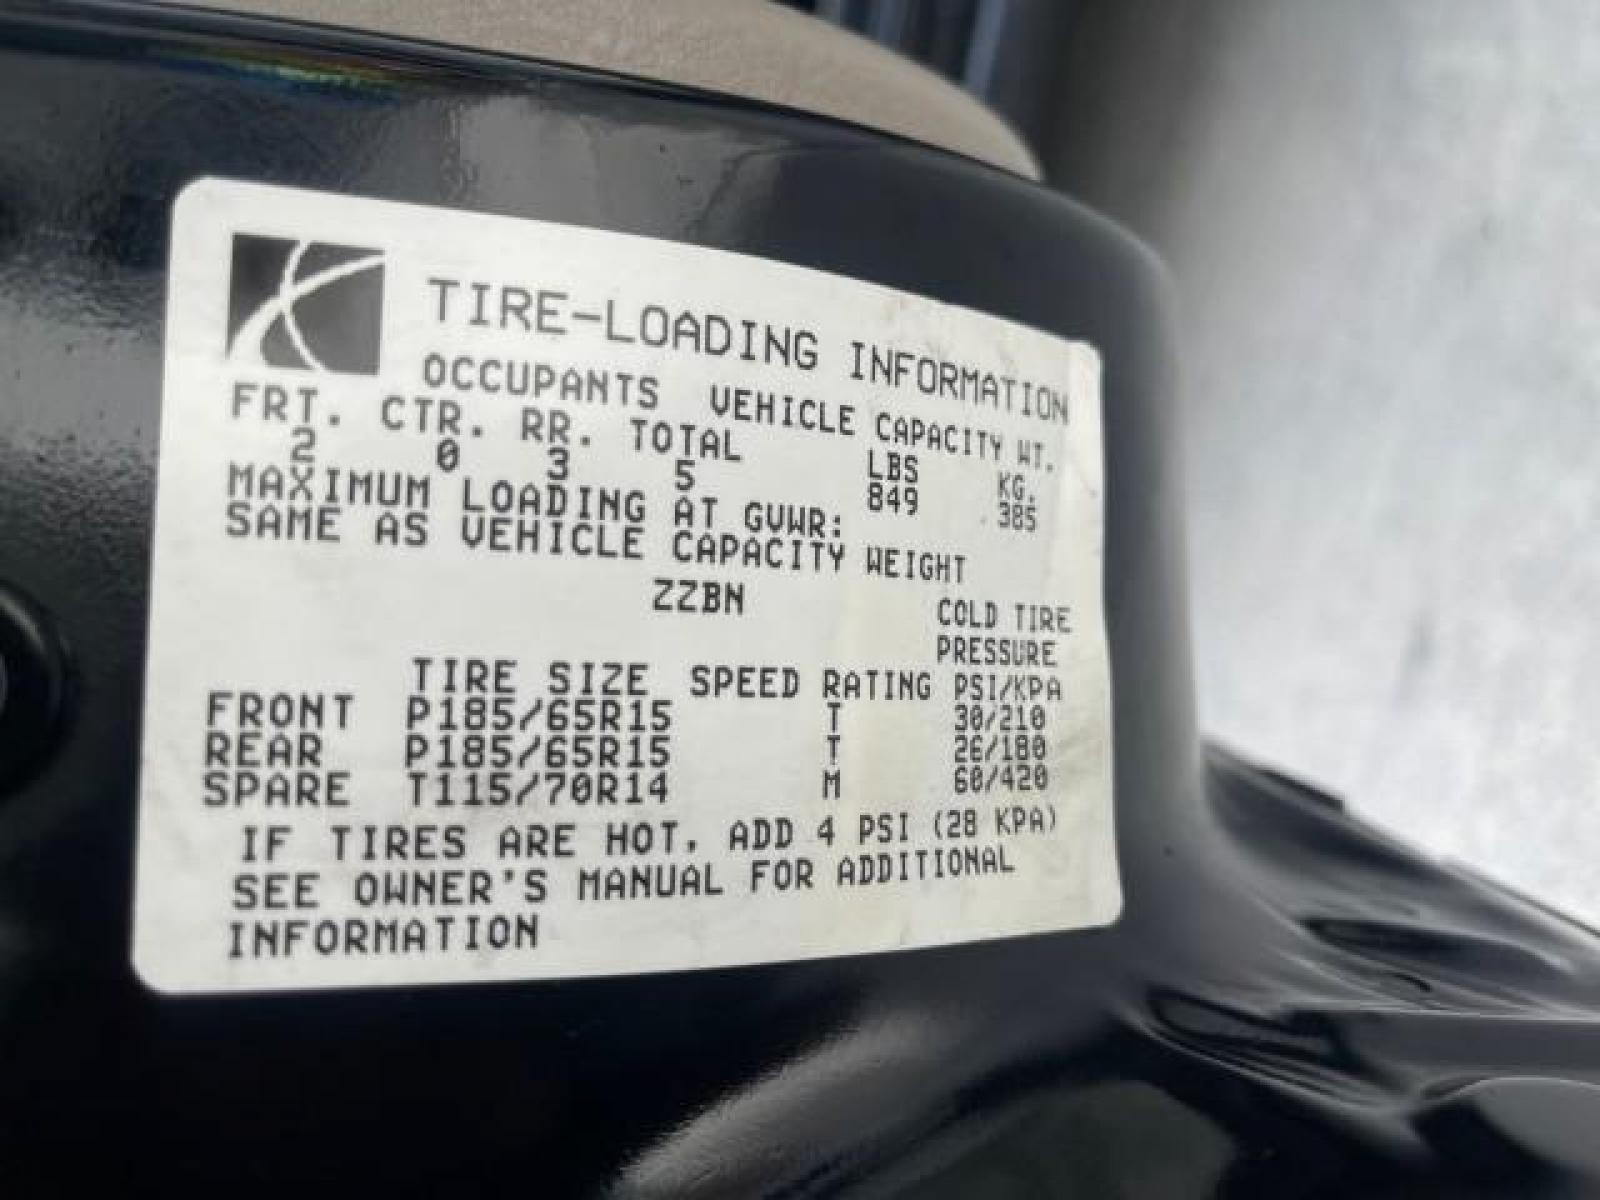 TIRE-LOADING INFORMATION
OCCUPANTS VEHICLE CAPACITY WT.
FRT. CTR. RR. TOTAL LBS KG.
2 0 3 5 849 385
MAXIMUM LOADING AT GVWR:
SAME AS VEHICLE CAPACITY WEIGHT
ZZBN
COLD TIRE
PRESSURE
TIRE SIZE SPEED RATING PSI/KPA
FRONT P185/65R15 T 30/210
REAR P185/65R15 T 26/180
SPARE T115/70R14 M 60/420
IF TIRES ARE HOT, ADD 4 PSI (28 KPA)
SEE OWNER'S MANUAL FOR ADDITIONAL
INFORMATION